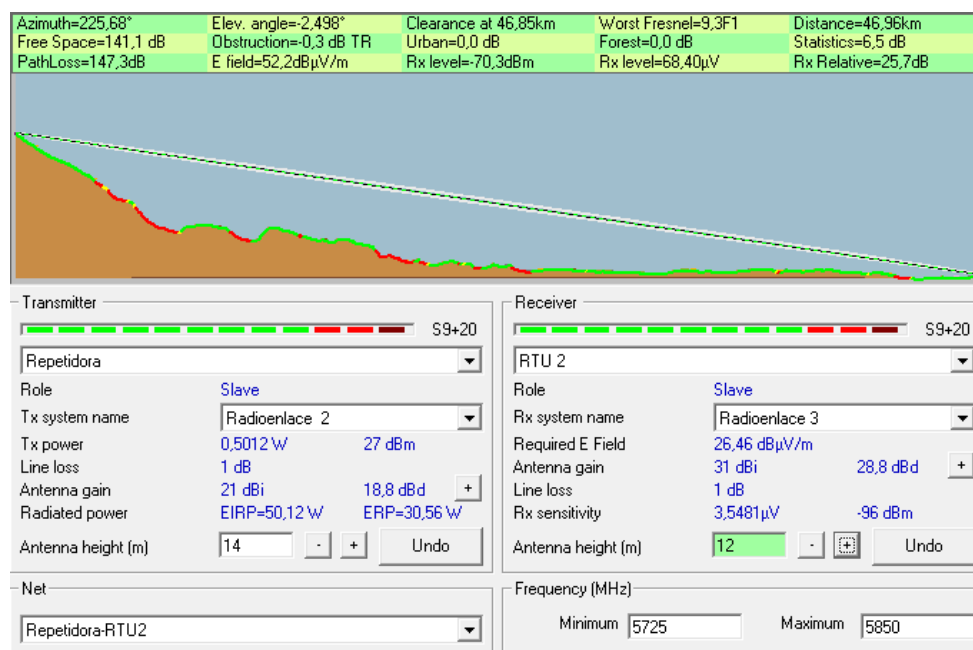 Azimuth=225,68° Elev. angle=-2,498° Clearance at 46,85km Worst Fresnel=9,3F1 Distance=46,96km
Free Space=141,1 dB Obstruction=-0,3 dB TR Urban=0,0 dB Forest=0,0 dB Statistics=6,5 dB
PathLoss=147,3dB E field=52,2dBµV/m Rx level=-70,3dBm Rx level=68,40µV Rx Relative=25,7dB
Transmitter
S9+20
Repetidora
Role Slave
Tx system name Radioenlace 2
Tx power 0,5012 W 27 dBm
Line loss 1 dB
Antenna gain 21 dBi 18,8 dBd +
Radiated power EIRP=50,12 W ERP=30,56 W
Antenna height (m) 14 - + Undo
Net
Repetidora-RTU2
Receiver
S9+20
RTU 2
Role Slave
Rx system name Radioenlace 3
Required E Field 26,46 dBµV/m
Antenna gain 31 dBi 28,8 dBd +
Line loss 1 dB
Rx sensitivity 3,5481µV -96 dBm
Antenna height (m) 12 - + Undo
Frequency (MHz)
Minimum 5725 Maximum 5850